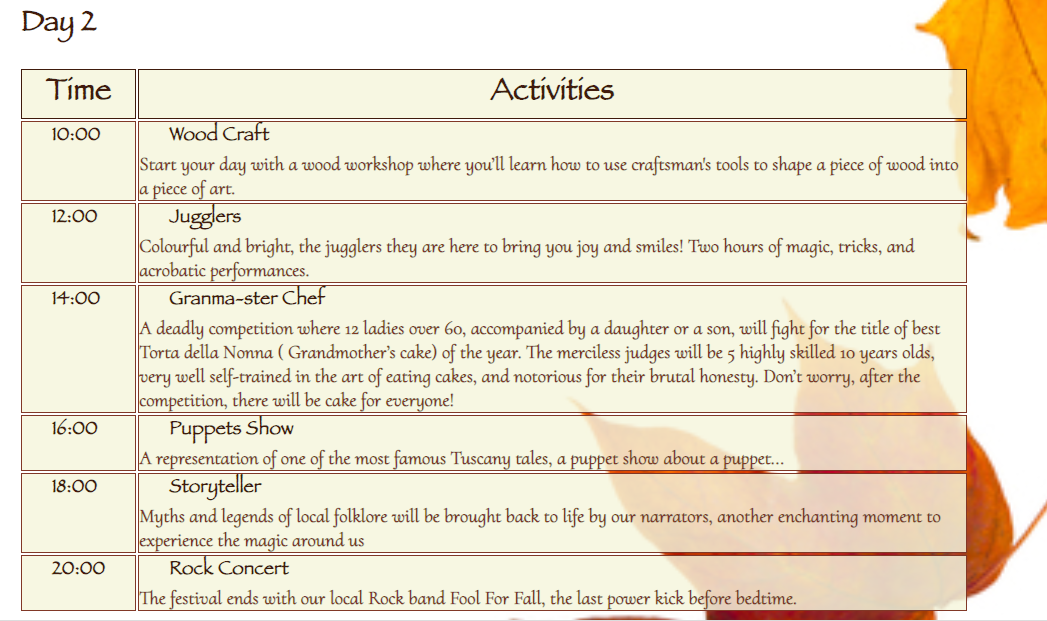 Day 2
Time Activities
10:00 Wood Craft
Start your day with a wood workshop where you'll learn how to use craftsman's tools to shape a piece of wood into
a piece of art.
12:00 Jugglers
Colourful and bright, the jugglers they are here to bring you joy and smiles! Two hours of magic, tricks, and
acrobatic performances.
14:00 Granma-ster Chef
A deadly competition where 12 ladies over 60, accompanied by a daughter or a son, will fight for the title of best
Torta della Nonna ( Grandmother's cake) of the year. The merciless judges will be 5 highly skilled 10 years olds,
very well self-trained in the art of eating cakes, and notorious for their brutal honesty. Don't worry, after the
competition, there will be cake for everyone!
16:00 Puppets Show
A representation of one of the most famous Tuscany tales, a puppet show about a puppet...
18:00 Storyteller
Myths and legends of local folklore will be brought back to life by our narrators, another enchanting moment to
experience the magic around us
20:00 Rock Concert
The festival ends with our local Rock band Fool For Fall, the last power kick before bedtime.